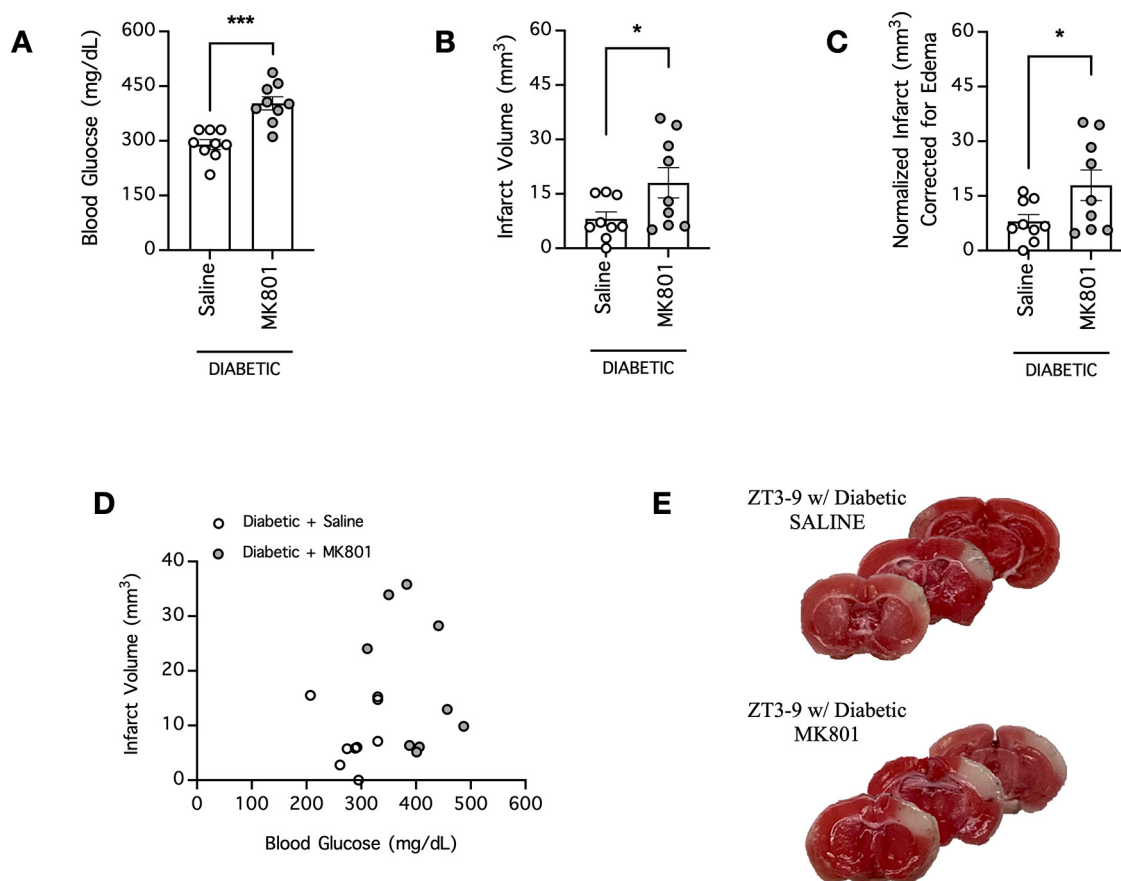 A
Blood Gluocse (mg/dL)
600
450
300
150
0
***
Saline
MK801
DIABETIC
B
Infarct Volume (mm³)
60
45
30
15
0
*
Saline
MK801
DIABETIC
C
Normalized Infarct (mm³)
Corrected for Edema
60
45
30
15
0
*
Saline
MK801
DIABETIC
D
Diabetic + Saline
Diabetic + MK801
Infarct Volume (mm³)
40
30
20
10
0
0 100 200 300 400 500 600
Blood Glucose (mg/dL)
E
ZT3-9 w/ Diabetic
SALINE
ZT3-9 w/ Diabetic
MK801